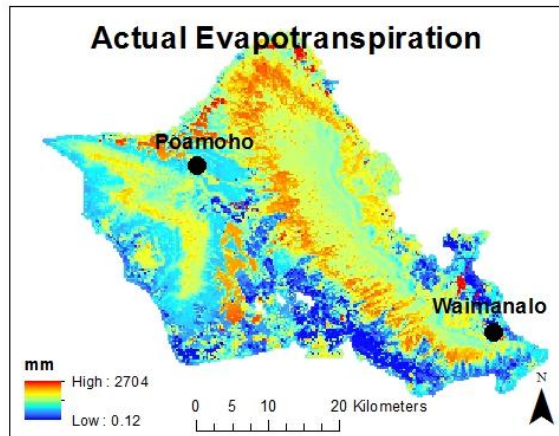 Actual Evapotranspiration
Poamoho
Waimanalo
mm
High : 2704
Low : 0.12
0 5 10 20 Kilometers
N